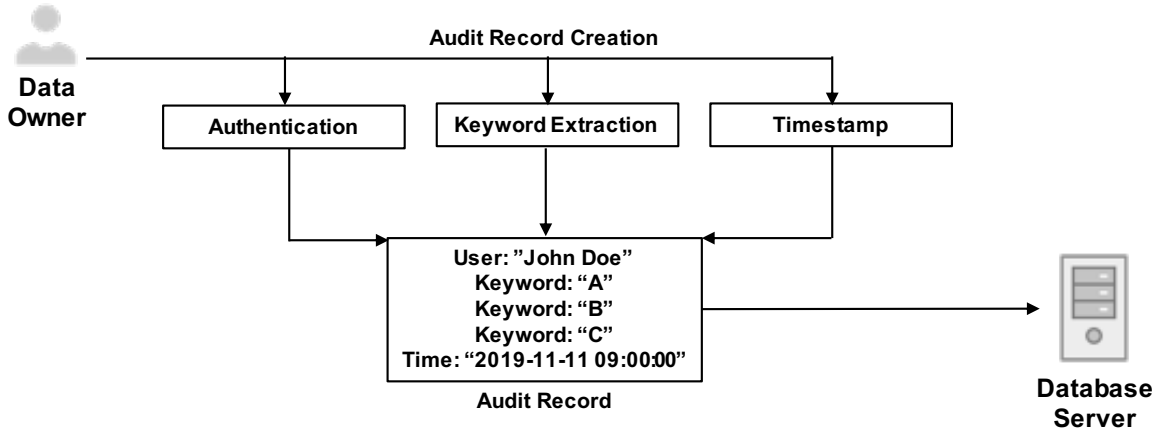 Audit Record Creation
Data
Owner
Authentication
Keyword Extraction
Timestamp
User: ”John Doe”
Keyword: “A”
Keyword: “B”
Keyword: “C”
Time: “2019-11-11 09:00:00”
Audit Record
Database
Server